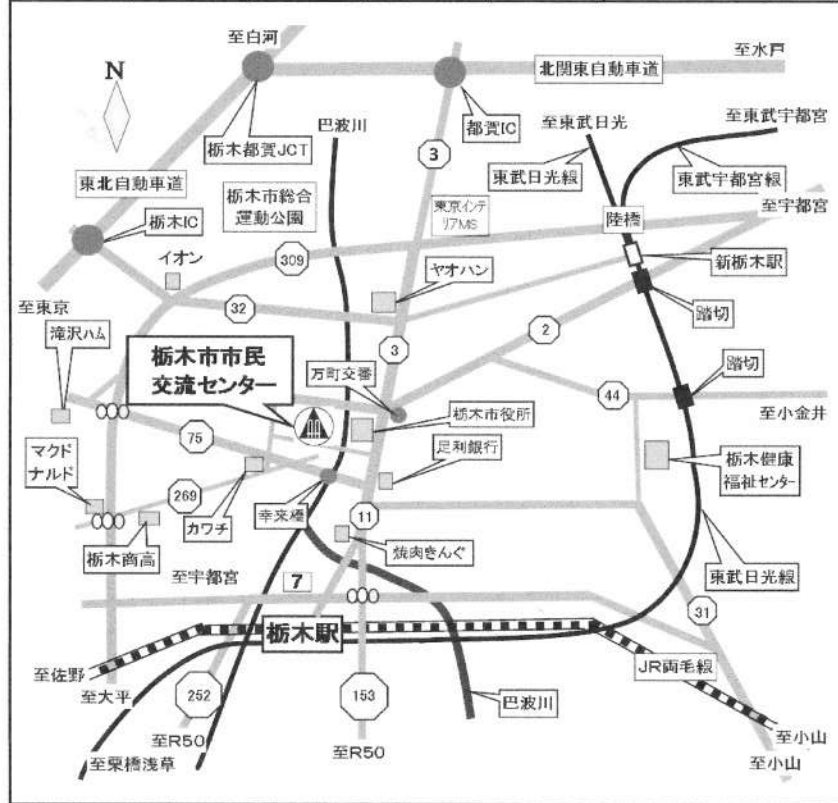 至白河
至水戸
N
北関東自動車道
栃木都賀JCT
巴波川
都賀IC
至東武日光
至東武宇都宮
3
東武日光線
東武宇都宮線
東北自動車道
栃木市総合
運動公園
東京インテ
リアMS
至宇都宮
陸橋
栃木IC
イオン
309
新栃木駅
ヤオハン
至東京
32
踏切
滝沢ハム
3
2
栃木市市民
交流センター
万町交番
踏切
44
栃木市役所
至小金井
75
足利銀行
マクド
ナルド
栃木健康
福祉センター
269
カワチ
幸来橋
11
焼肉きんぐ
栃木商高
至宇都宮
7
東武日光線
31
栃木駅
至佐野
JR両毛線
至大平
252
153
巴波川
至R50
至R50
至小山
至栗橋浅草
至小山